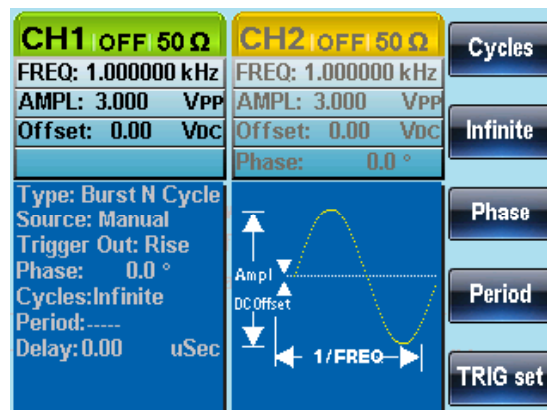 CH1 OFF 50 Ω
FREQ: 1.000000 kHz
AMPL: 3.000 VPP
Offset: 0.00 VDC
Type: Burst N Cycle
Source: Manual
Trigger Out: Rise
Phase: 0.0 °
Cycles:Infinite
Period:-----
Delay:0.00 uSec
CH2 OFF 50 Ω
FREQ: 1.000000 kHz
AMPL: 3.000 VPP
Offset: 0.00 VDC
Phase: 0.0 °
Ampl
DC Offset
1/FREQ
Cycles
Infinite
Phase
Period
TRIG set